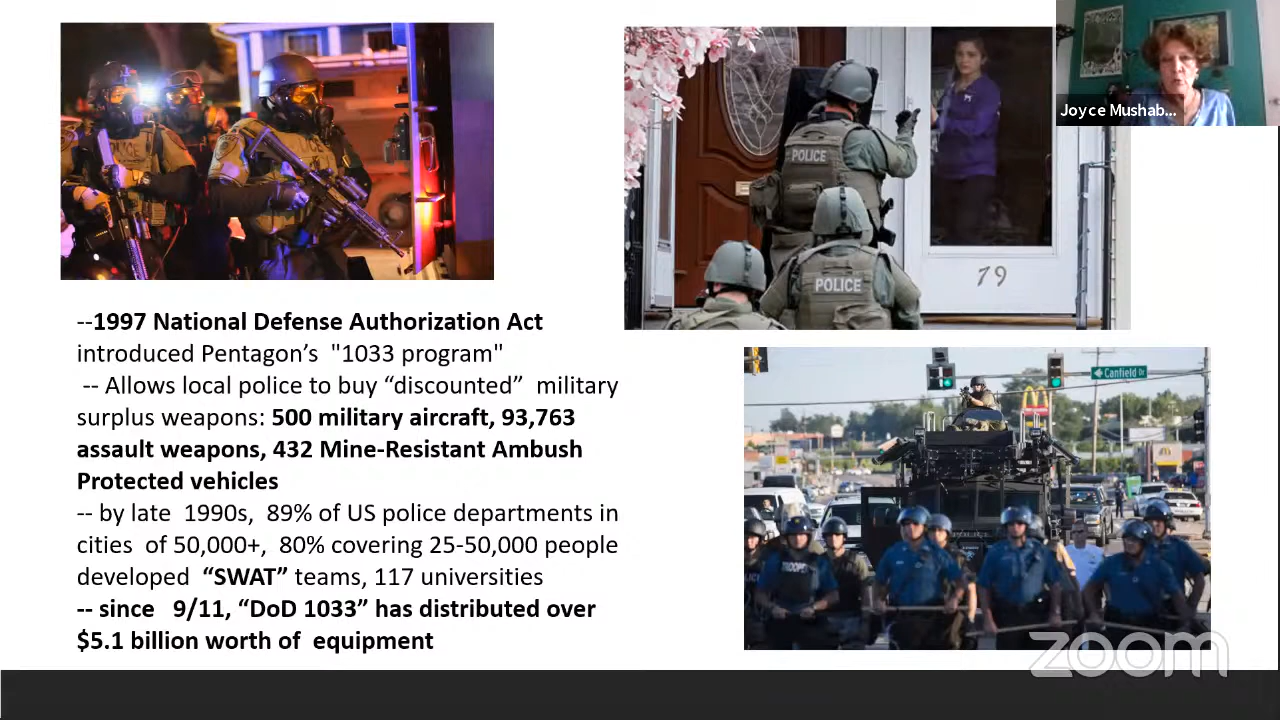 POLICE
POLICE
79
Joyce Mushab...
--1997 National Defense Authorization Act
introduced Pentagon’s "1033 program"
-- Allows local police to buy “discounted” military
surplus weapons: 500 military aircraft, 93,763
assault weapons, 432 Mine-Resistant Ambush
Protected vehicles
-- by late 1990s, 89% of US police departments in
cities of 50,000+, 80% covering 25-50,000 people
developed “SWAT” teams, 117 universities
-- since 9/11, “DoD 1033” has distributed over
$5.1 billion worth of equipment
Canfield Dr
TROOPER
zoom